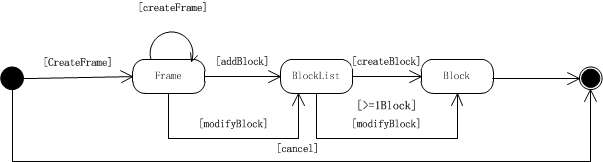 [createFrame]
[CreateFrame]
[addBlock]
[createBlock]
Frame
BlockList
Block
[>=1Block]
[modifyBlock]
[modifyBlock]
[cancel]